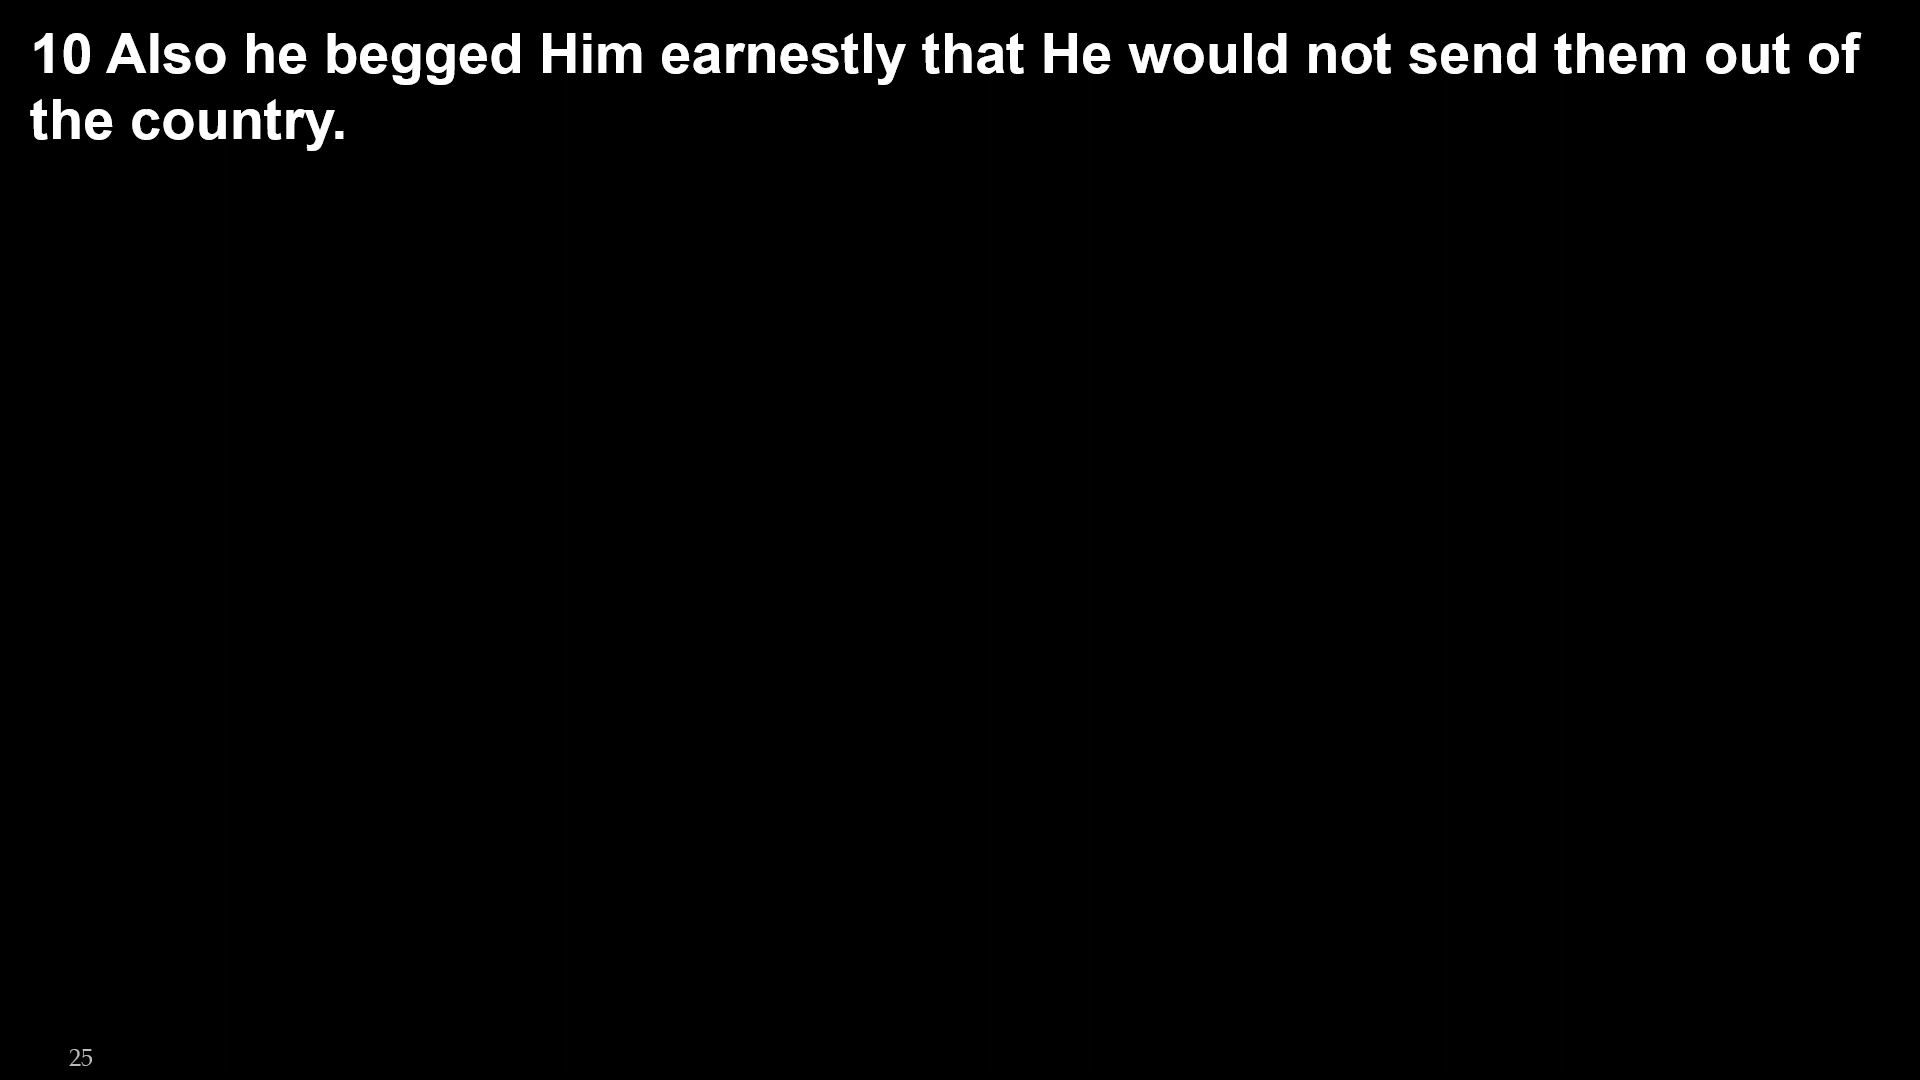 10 Also he begged Him earnestly that He would not send them out of
the country.
25